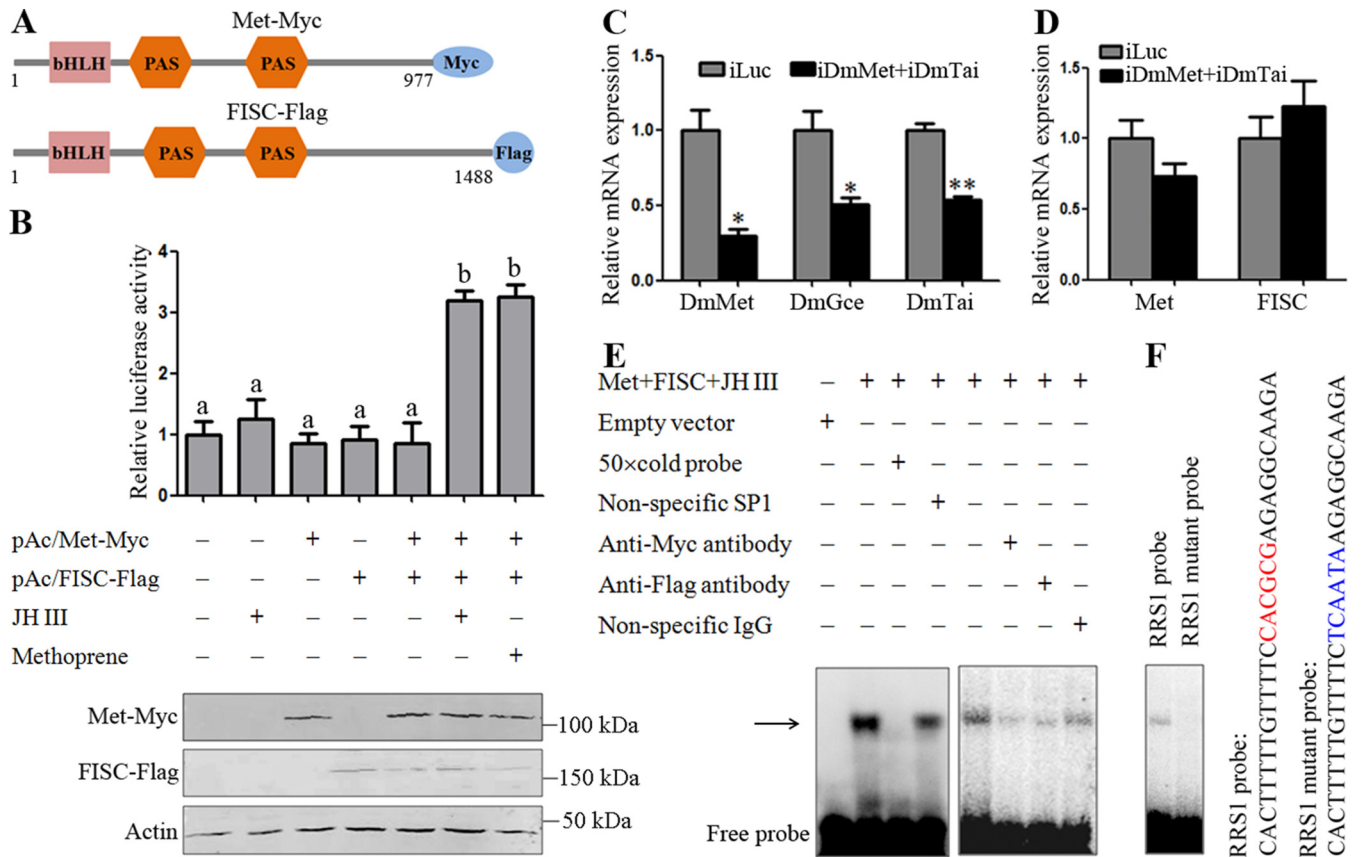 A
Met-Myc
bHLH PAS PAS Myc
1 977
FISC-Flag
bHLH PAS PAS Flag
1 1488
B
Relative luciferase activity
4
3
2
1
0
a a a a a b b
pAc/Met-Myc – – + – + + +
pAc/FISC-Flag – – – + + + +
JH III – + – – – + –
Methoprene – – – – – – +
Met-Myc
100 kDa
FISC-Flag
150 kDa
Actin
50 kDa
C
Relative mRNA expression
1.5
1.0
0.5
0.0
iLuc iDmMet+iDmTai
* * **
DmMet DmGce DmTai
D
Relative mRNA expression
1.5
1.0
0.5
1.0
iLuc
iDmMet+iDmTai
Met FISC
E
Met+FISC+JH III – + + + + + + +
Empty vector + – – – – – – –
50×cold probe – – + – – – – –
Non-specific SP1 – – – + – – – –
Anti-Myc antibody – – – – – + – –
Anti-Flag antibody – – – – – – + –
Non-specific IgG – – – – – – – +
Free probe
F
RRS1 probe
RRS1 mutant probe
RRS1 probe:
CACTTTTGTTTCCACGCGAGAGGCAAGA
RRS1 mutant probe:
CACTTTTGTTTCTCAATAAGAGGCAAGA